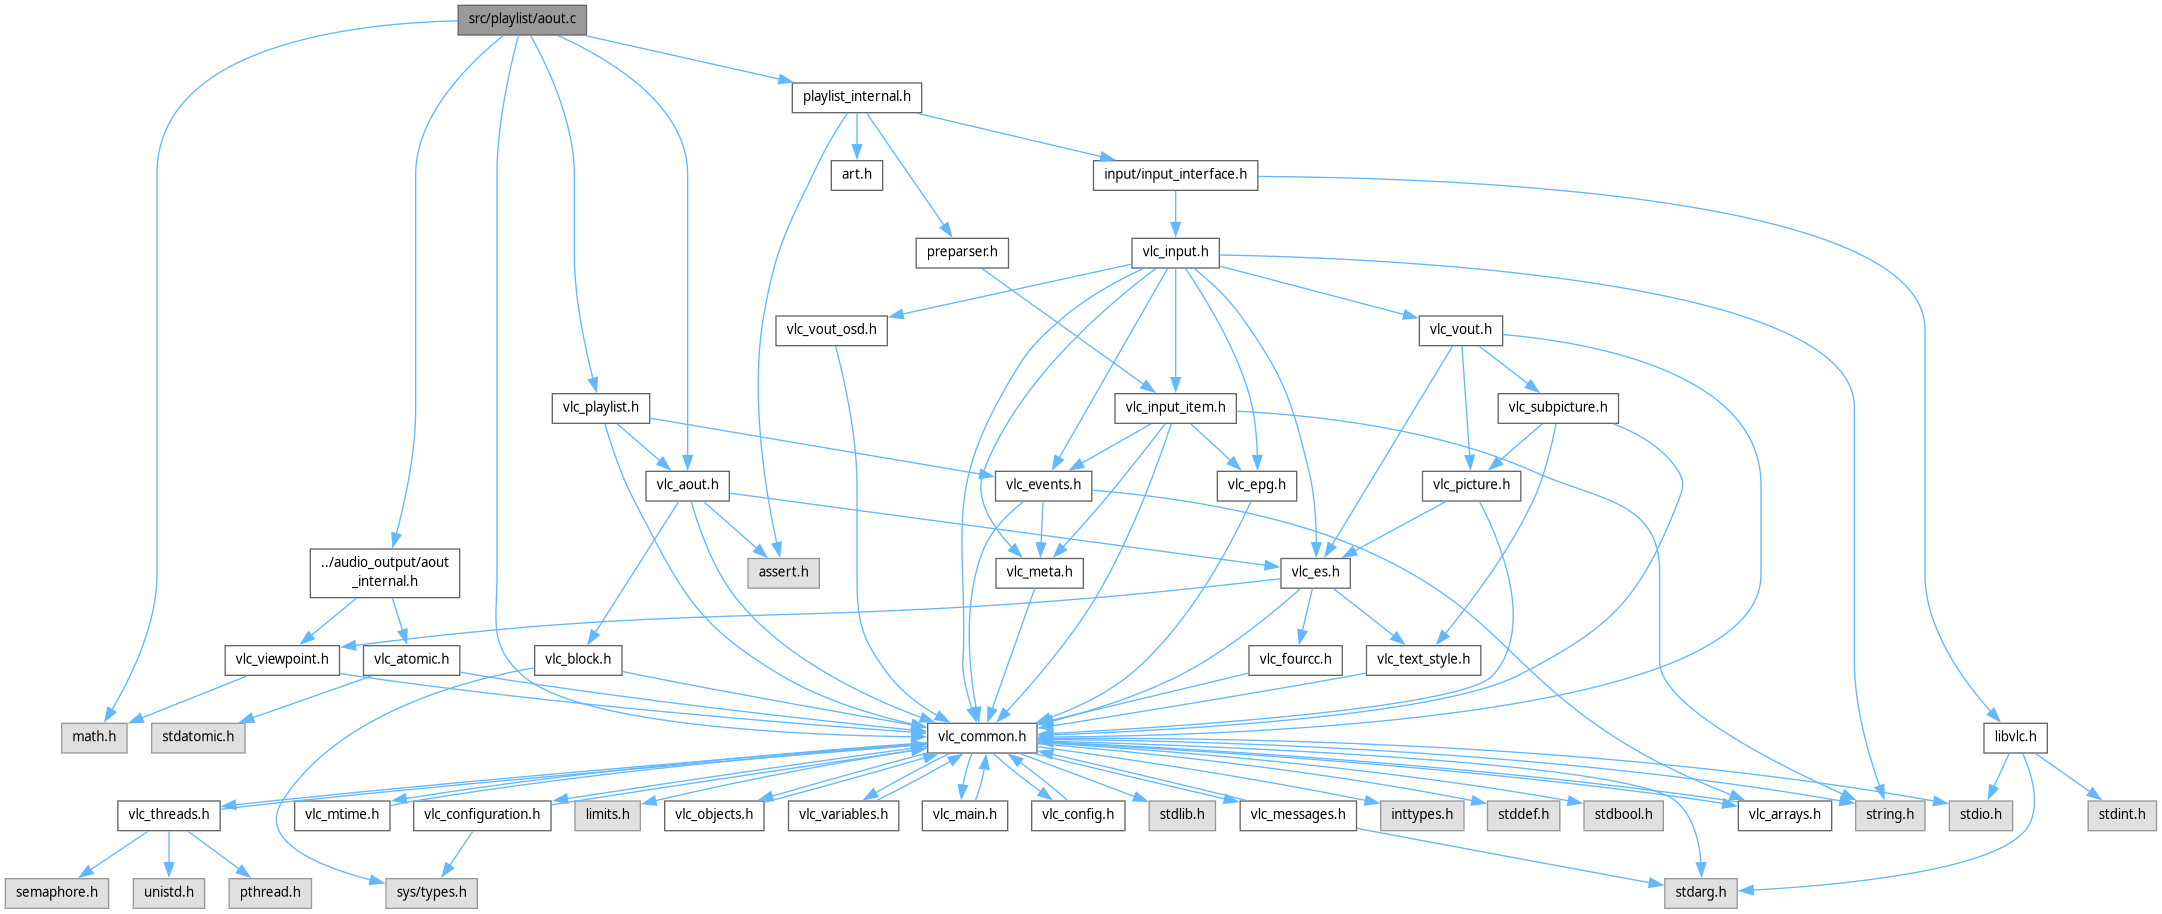 src/playlist/aout.c
playlist_internal.h
art.h
input/input_interface.h
preparser.h
vlc_input.h
vlc_vout_osd.h
vlc_vout.h
vlc_playlist.h
vlc_input_item.h
vlc_subpicture.h
vlc_aout.h
vlc_events.h
vlc_epg.h
vlc_picture.h
../audio_output/aout
_internal.h
assert.h
vlc_meta.h
vlc_es.h
vlc_viewpoint.h
vlc_atomic.h
vlc_block.h
vlc_fourcc.h
vlc_text_style.h
math.h
stdatomic.h
vlc_common.h
libvlc.h
vlc_threads.h
vlc_mtime.h
vlc_configuration.h
limits.h
vlc_objects.h
vlc_variables.h
vlc_main.h
vlc_config.h
stdlib.h
vlc_messages.h
inttypes.h
stddef.h
stdbool.h
vlc_arrays.h
string.h
stdio.h
stdint.h
semaphore.h
unistd.h
pthread.h
sys/types.h
stdarg.h